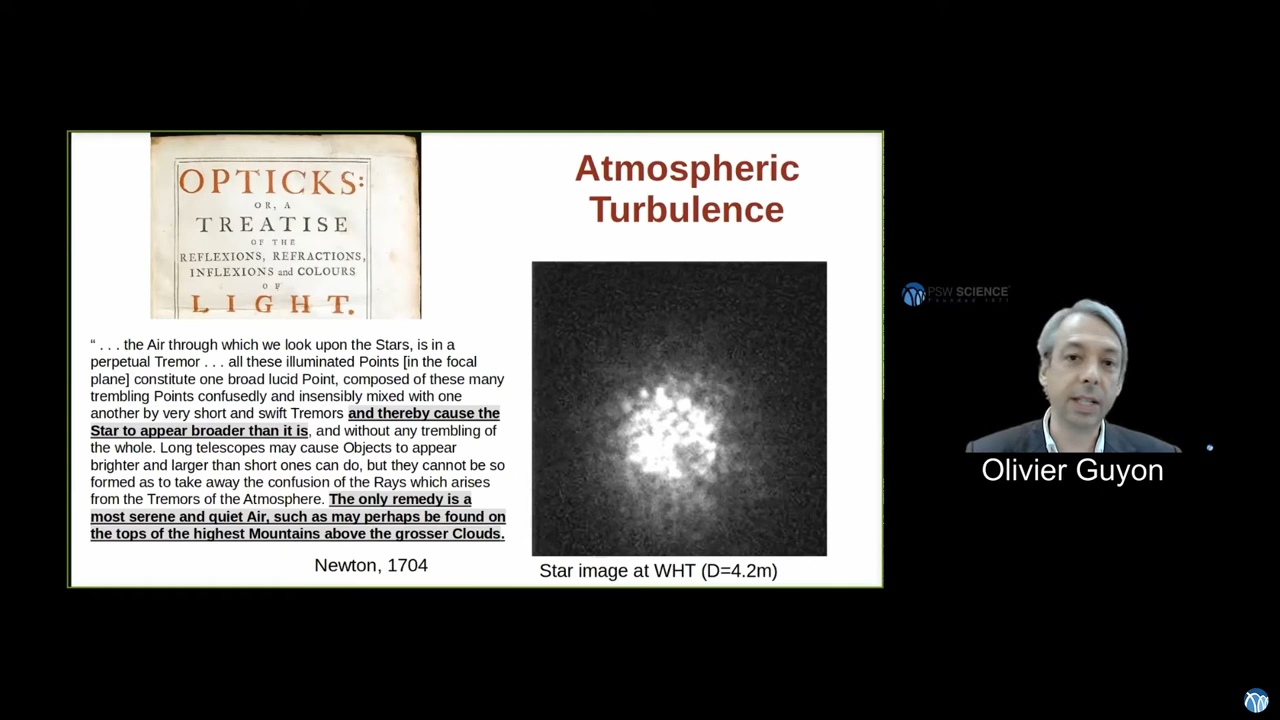 OPTICKS:
OR, A
TREATISE
OF THE
REFLEXIONS, REFRACTIONS,
INFLEXIONS and COLOURS
OF
LIGHT.
Atmospheric
Turbulence
“ . . . the Air through which we look upon the Stars, is in a
perpetual Tremor . . . all these illuminated Points [in the focal
plane] constitute one broad lucid Point, composed of these many
trembling Points confusedly and insensibly mixed with one
another by very short and swift Tremors and thereby cause the
Star to appear broader than it is, and without any trembling of
the whole. Long telescopes may cause Objects to appear
brighter and larger than short ones can do, but they cannot be so
formed as to take away the confusion of the Rays which arises
from the Tremors of the Atmosphere. The only remedy is a
most serene and quiet Air, such as may perhaps be found on
the tops of the highest Mountains above the grosser Clouds.
Newton, 1704
Star image at WHT (D=4.2m)
PSW SCIENCE
Founded 1871
Olivier Guyon